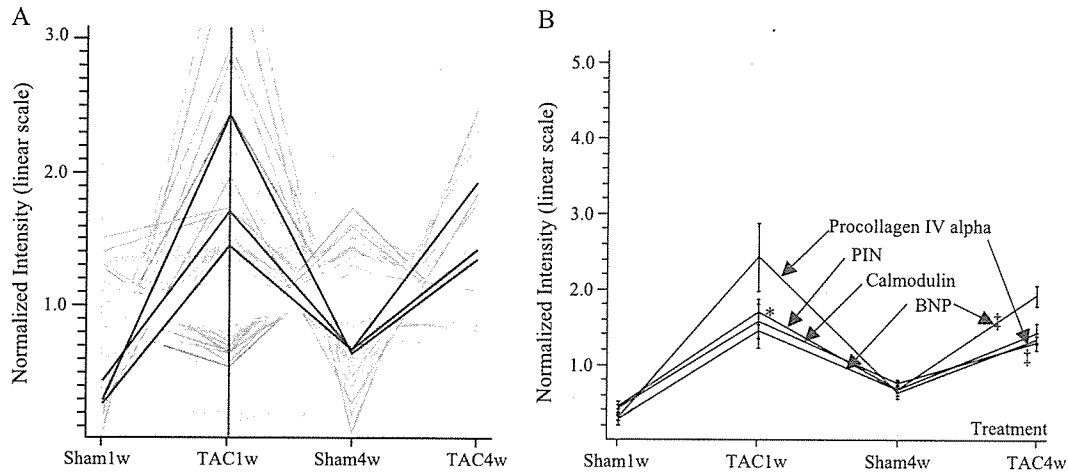 A
Normalized Intensity (linear scale)
3.0
2.0
1.0
Sham1w
TAC1w
Sham4w
TAC4w
B
Normalized Intensity (linear scale)
5.0
4.0
3.0
2.0
1.0
Procollagen IV alpha
PIN
Calmodulin
BNP
*
‡
‡
Treatment
Sham1w
TAC1w
Sham4w
TAC4w